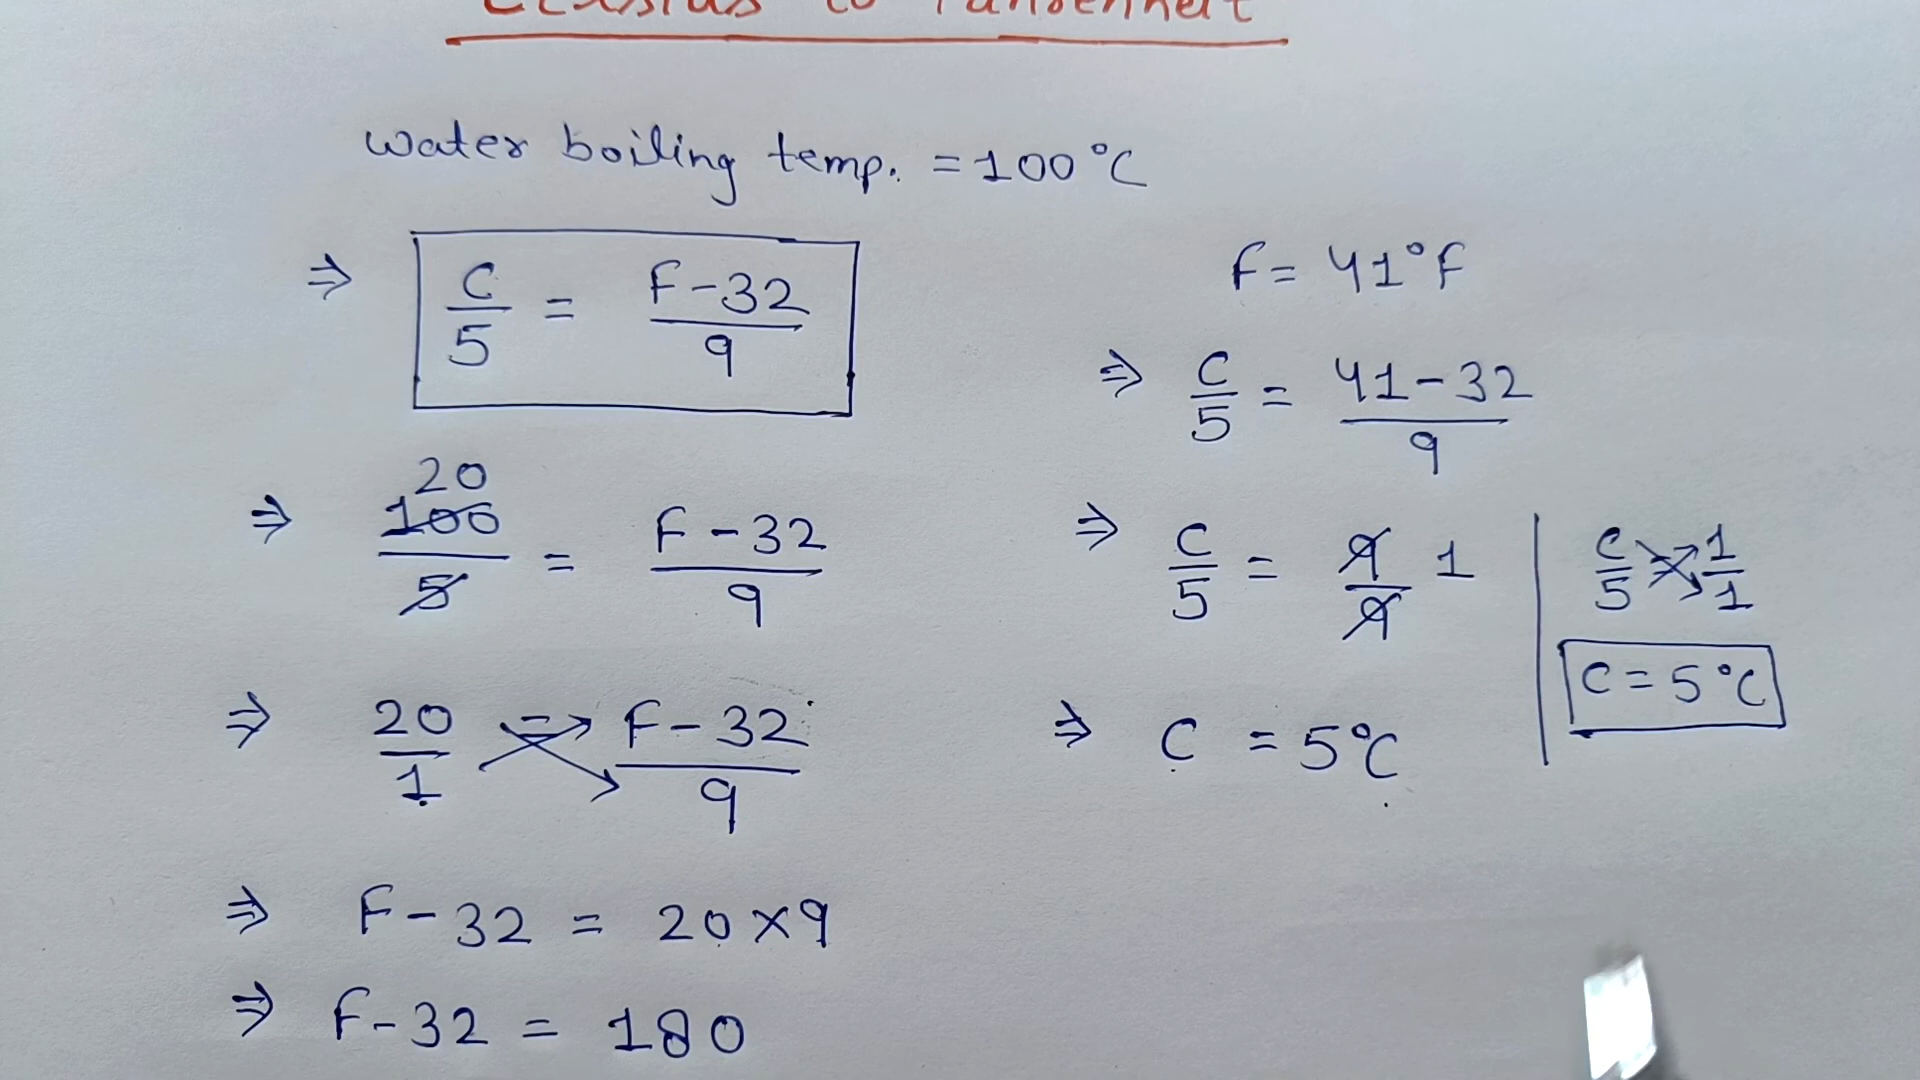 to
water boiling temp. = 100°C
⇒ C/5 = F-32/9
⇒ 20
100/5 = F-32/9
⇒ 20/1 = F-32/9
⇒ F-32 = 20×9
⇒ F-32 = 180
F = 41°F
⇒ C/5 = 41-32/9
⇒ C/5 = 9/9 1
⇒ C = 5°C
C/5 1/1
C = 5°C